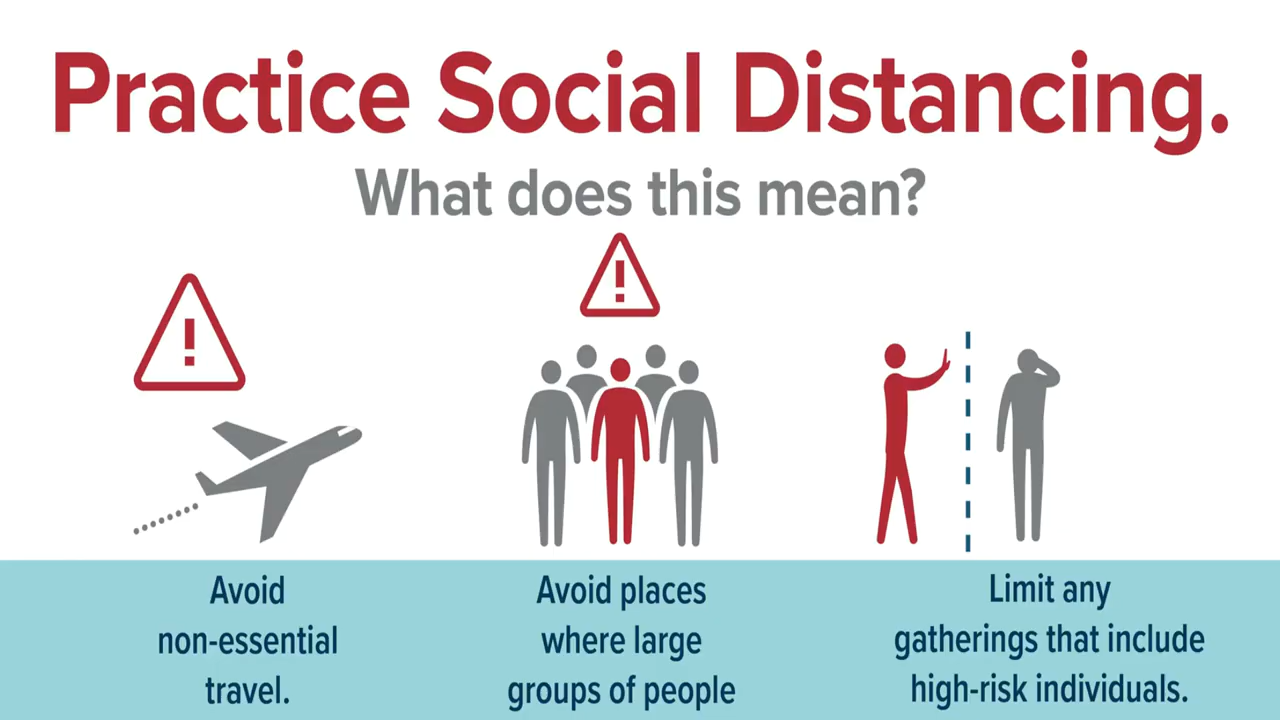 Practice Social Distancing.
What does this mean?
Avoid
non-essential
travel.
Avoid places
where large
groups of people
Limit any
gatherings that include
high-risk individuals.